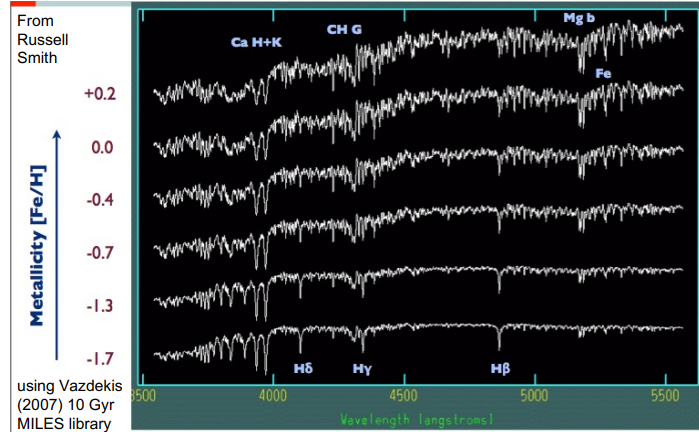 From
Russell
Smith
Mg b
CH G
Ca H+K
Fe
+0.2
0.0
-0.4
-0.7
-1.3
-1.7
Metallicity [Fe/H]
Hδ
Hγ
Hβ
using Vazdekis
(2007) 10 Gyr
MILES library
3500
4000
4500
5000
5500
Wavelength (angstroms)